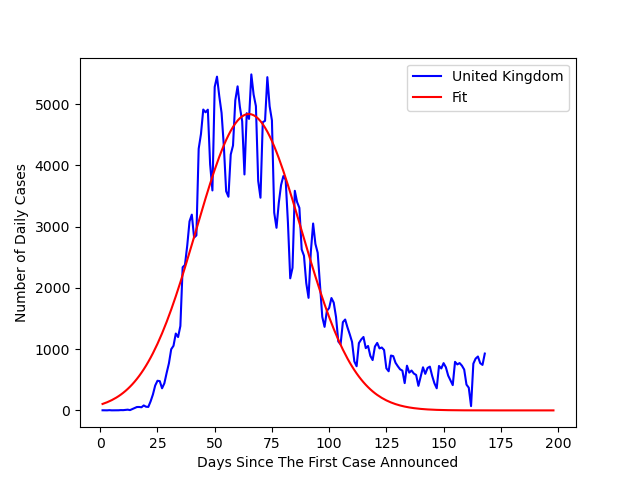 United Kingdom
Fit
Number of Daily Cases
5000
4000
3000
2000
1000
0
0 25 50 75 100 125 150 175 200
Days Since The First Case Announced